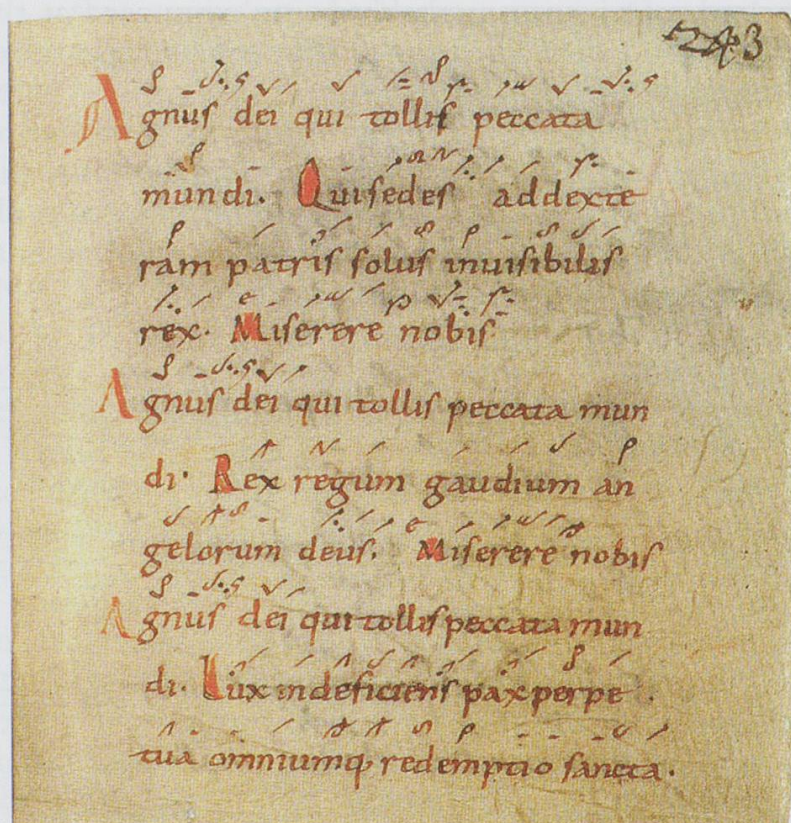 243
Agnus dei qui tollis peccata
mundi. Qui sedes ad dexte
ram patris solus inuisibilis
rex. Miserere nobis
Agnus dei qui tollis peccata mun
di. Rex regum gaudium an
gelorum deus. Miserere nobis
Agnus dei qui tollis peccata mun
di. Lux indeficiens pax perpe
tua omniumq; redemptio sancta.